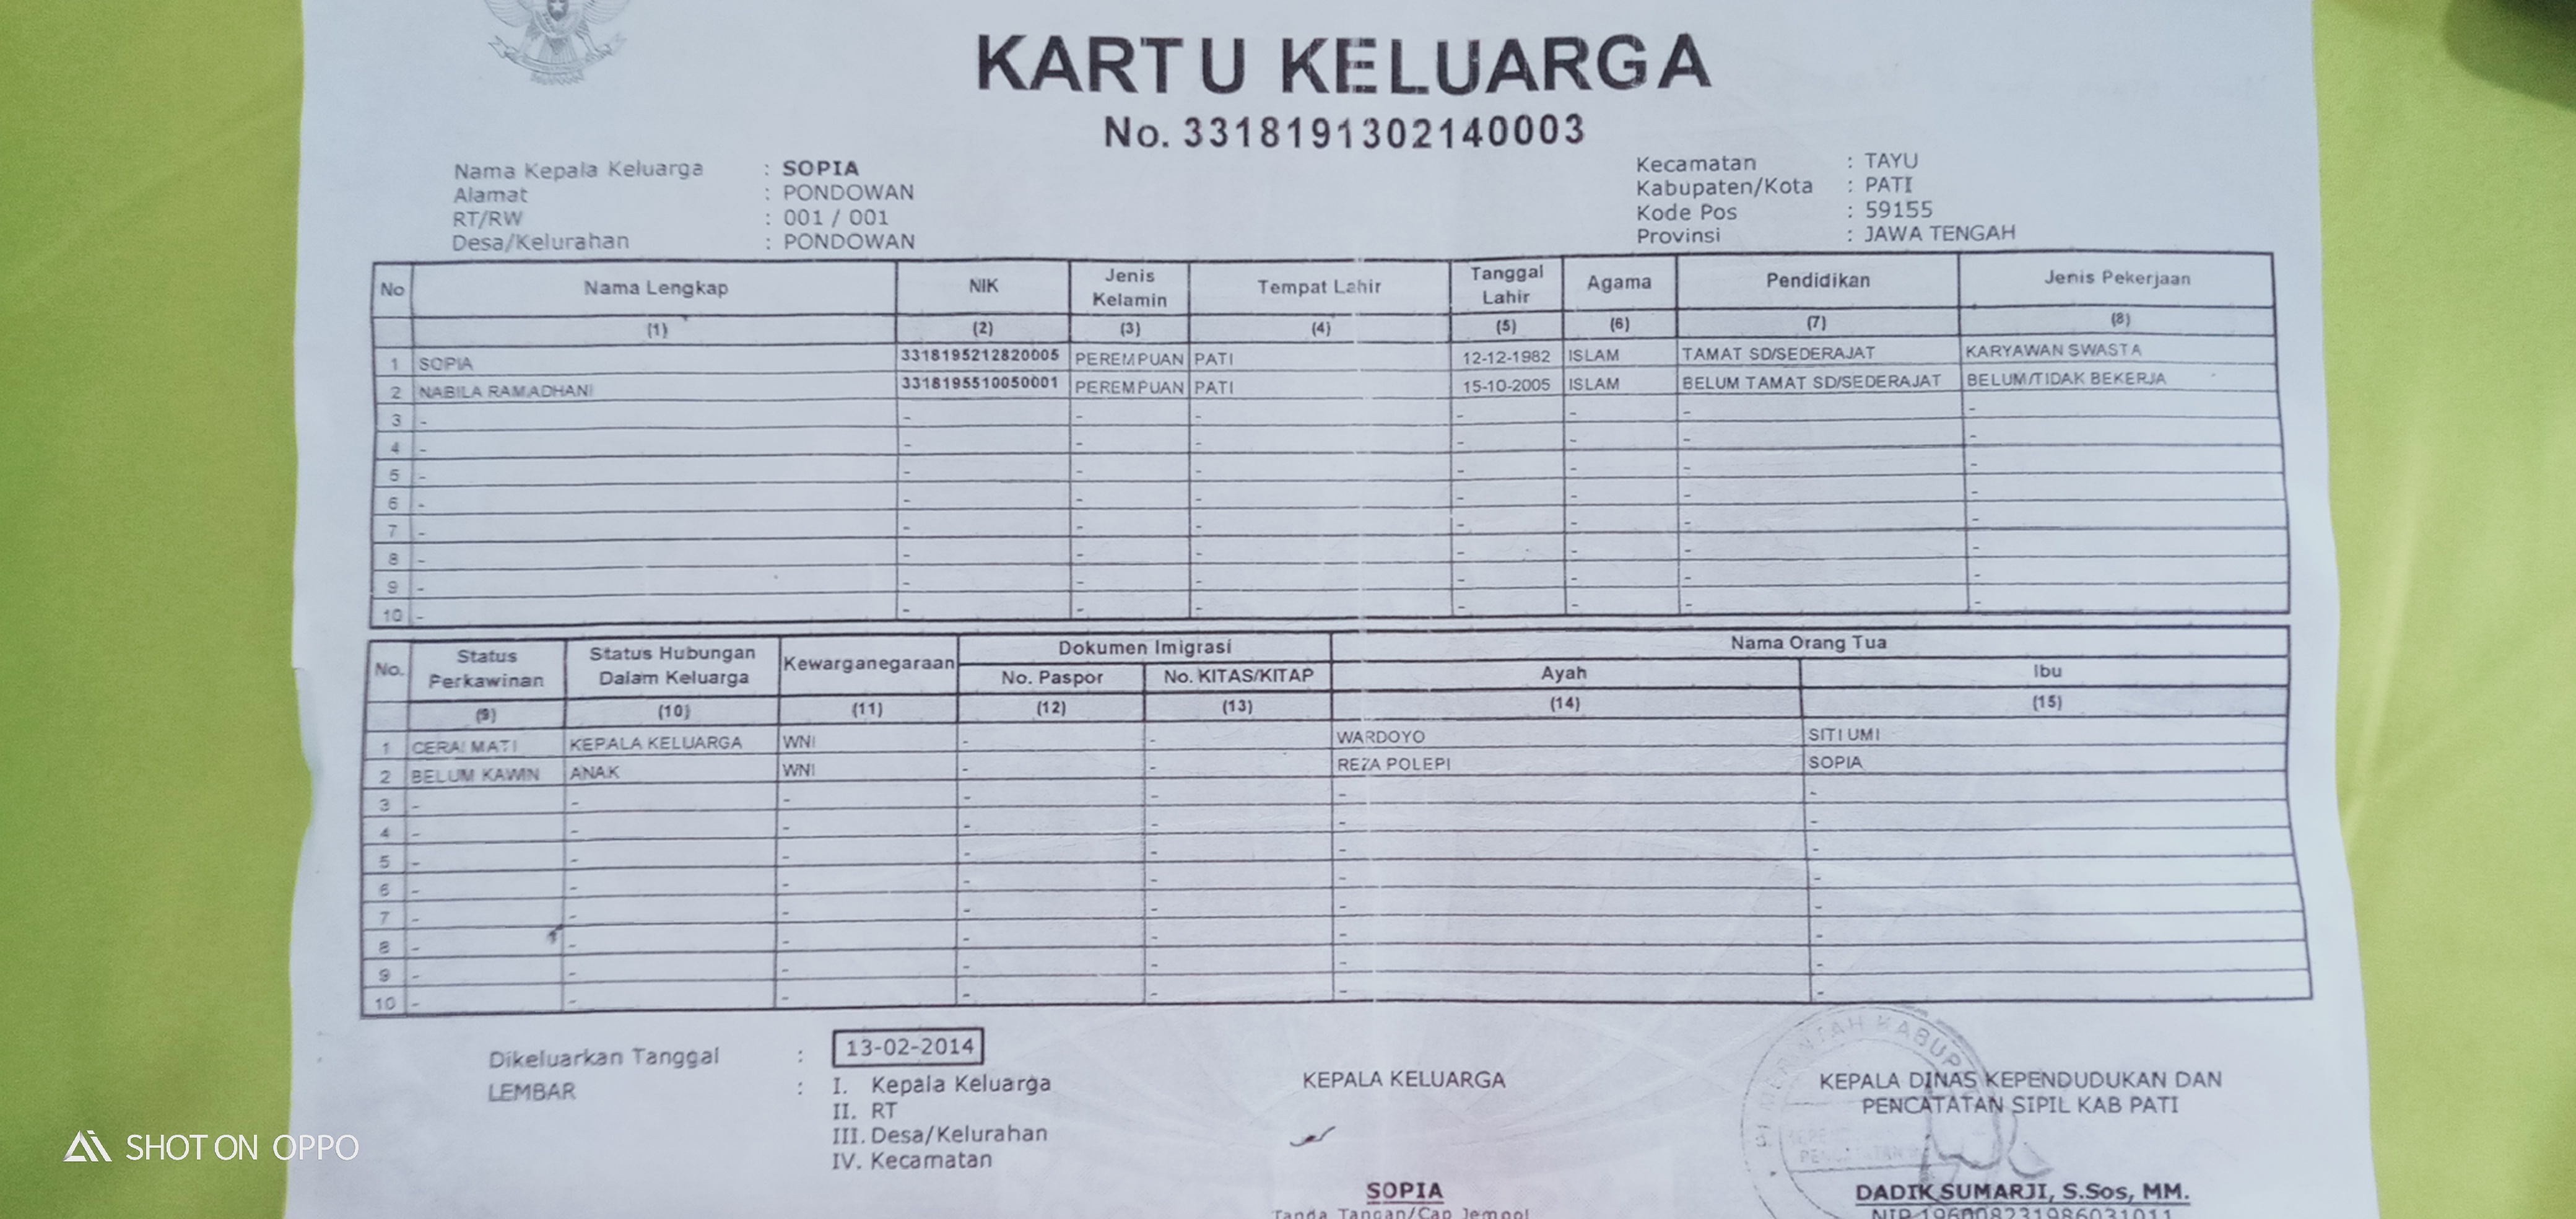 KARTU KELUARGA
No. 3318191302140003
Nama Kepala Keluarga : SOPIA
Alamat : PONDOWAN
RT/RW : 001 / 001
Desa/Kelurahan : PONDOWAN
Kecamatan : TAYU
Kabupaten/Kota : PATI
Kode Pos : 59155
Provinsi : JAWA TENGAH
No Nama Lengkap NIK Jenis Kelamin Tempat Lahir Tanggal Lahir Agama Pendidikan Jenis Pekerjaan
(1) (2) (3) (4) (5) (6) (7) (8)
1 SOPIA 3318195212820005 PEREMPUAN PATI 12-12-1982 ISLAM TAMAT SD/SEDERAJAT KARYAWAN SWASTA
2 NABILA RAMADHANI 3318195510050001 PEREMPUAN PATI 15-10-2005 ISLAM BELUM TAMAT SD/SEDERAJAT BELUM/TIDAK BEKERJA
3 - - - - - - - -
4 - - - - - - - -
5 - - - - - - - -
6 - - - - - - - -
7 - - - - - - - -
8 - - - - - - - -
9 - - - - - - - -
10 - - - - - - - -
No. Status Perkawinan Status Hubungan Dalam Keluarga Kewarganegaraan Dokumen Imigrasi Nama Orang Tua
No. Paspor No. KITAS/KITAP Ayah Ibu
(9) (10) (11) (12) (13) (14) (15)
1 CERAI MATI KEPALA KELUARGA WNI - - WARDOYO SITI UMI
2 BELUM KAWIN ANAK WNI - - REZA POLEPI SOPIA
3 - - - - - - -
4 - - - - - - -
5 - - - - - - -
6 - - - - - - -
7 - - - - - - -
8 - - - - - - -
9 - - - - - - -
10 - - - - - - -
Dikeluarkan Tanggal : 13-02-2014
LEMBAR : I. Kepala Keluarga
II. RT
III. Desa/Kelurahan
IV. Kecamatan
KEPALA KELUARGA
SOPIA
Tanda Tangan/Cap Jempol
KEPALA DINAS KEPENDUDUKAN DAN
PENCATATAN SIPIL KAB PATI
DADIK SUMARJI, S.Sos, MM.
NIP 196008231986031011
SHOT ON OPPO